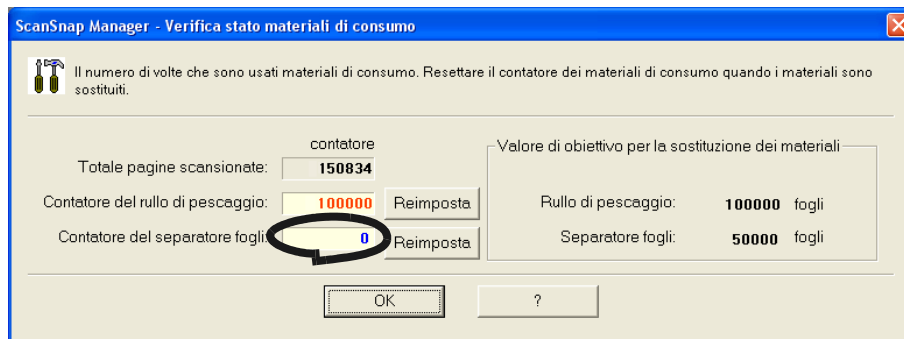 ScanSnap Manager - Verifica stato materiali di consumo
Il numero di volte che sono usati materiali di consumo. Resettare il contatore dei materiali di consumo quando i materiali sono
sostituiti.
contatore
Valore di obiettivo per la sostituzione dei materiali
Totale pagine scansionate: 150834
Contatore del rullo di pescaggio: 100000 Reimposta
Rullo di pescaggio: 100000 fogli
Contatore del separatore fogli: 0 Reimposta
Separatore fogli: 50000 fogli
OK ?